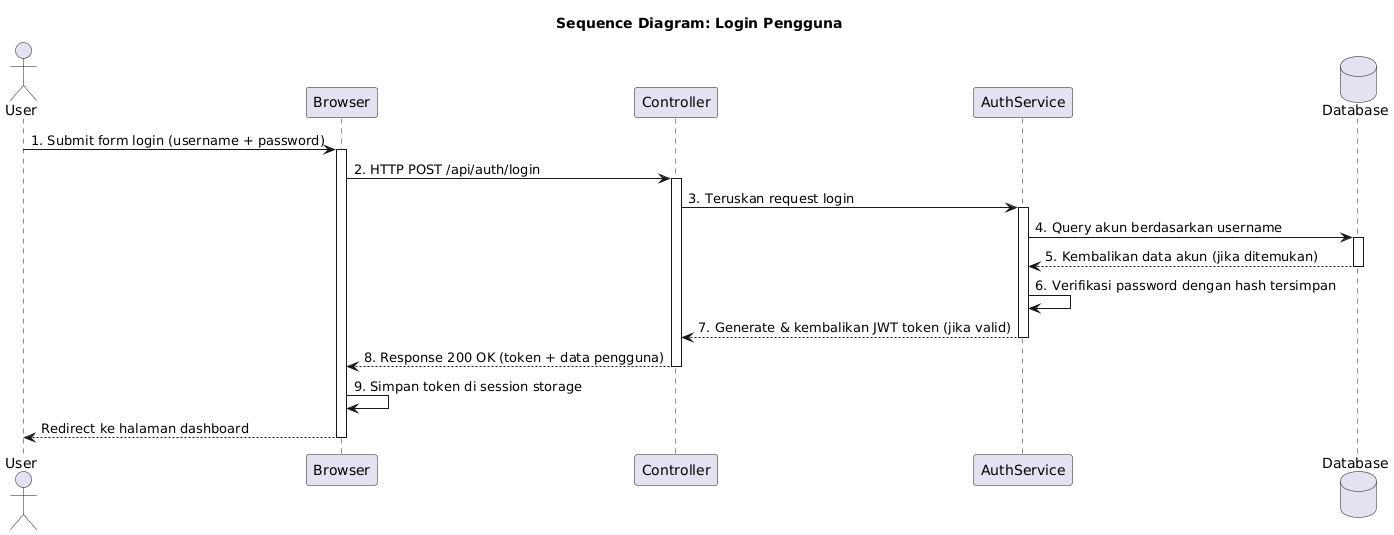 Sequence Diagram: Login Pengguna
User
Browser
Controller
AuthService
Database
1. Submit form login (username + password)
2. HTTP POST /api/auth/login
3. Teruskan request login
4. Query akun berdasarkan username
5. Kembalikan data akun (jika ditemukan)
6. Verifikasi password dengan hash tersimpan
7. Generate & kembalikan JWT token (jika valid)
8. Response 200 OK (token + data pengguna)
9. Simpan token di session storage
Redirect ke halaman dashboard
User
Browser
Controller
AuthService
Database